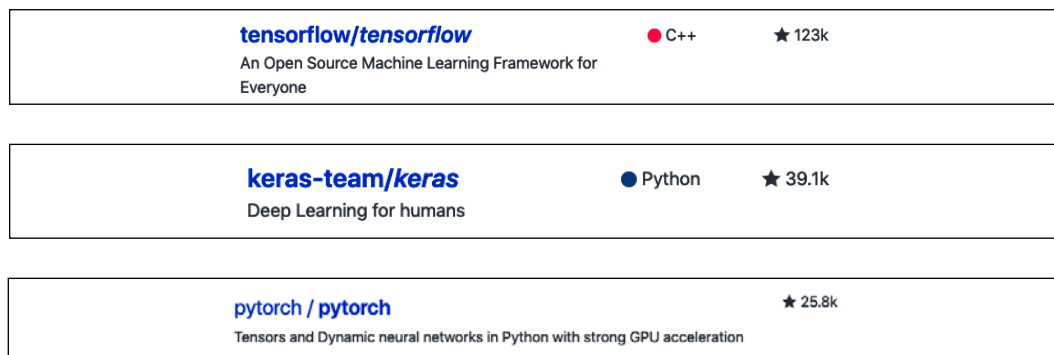 tensorflow/tensorflow C++ ★ 123k
An Open Source Machine Learning Framework for
Everyone
keras-team/keras Python ★ 39.1k
Deep Learning for humans
pytorch / pytorch ★ 25.8k
Tensors and Dynamic neural networks in Python with strong GPU acceleration